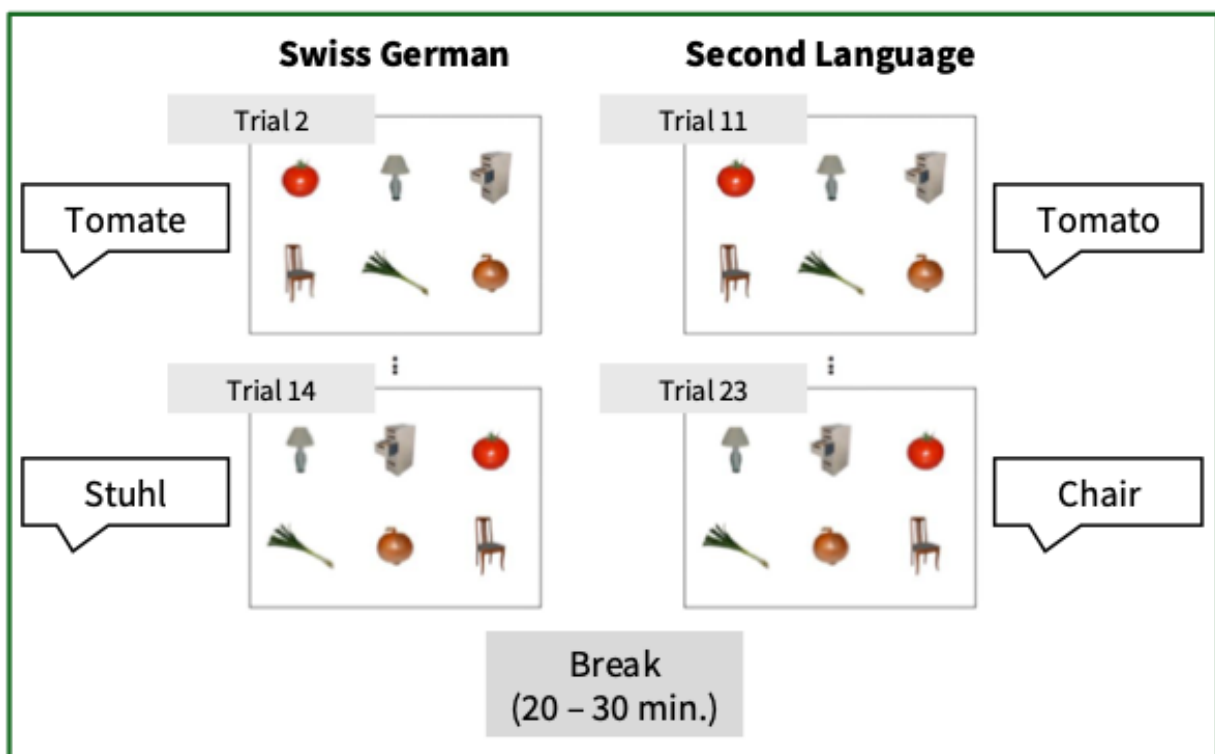 Swiss German
Second Language
Trial 2
Trial 11
Tomate
Tomato
Trial 14
Trial 23
Stuhl
Chair
Break
(20 – 30 min.)